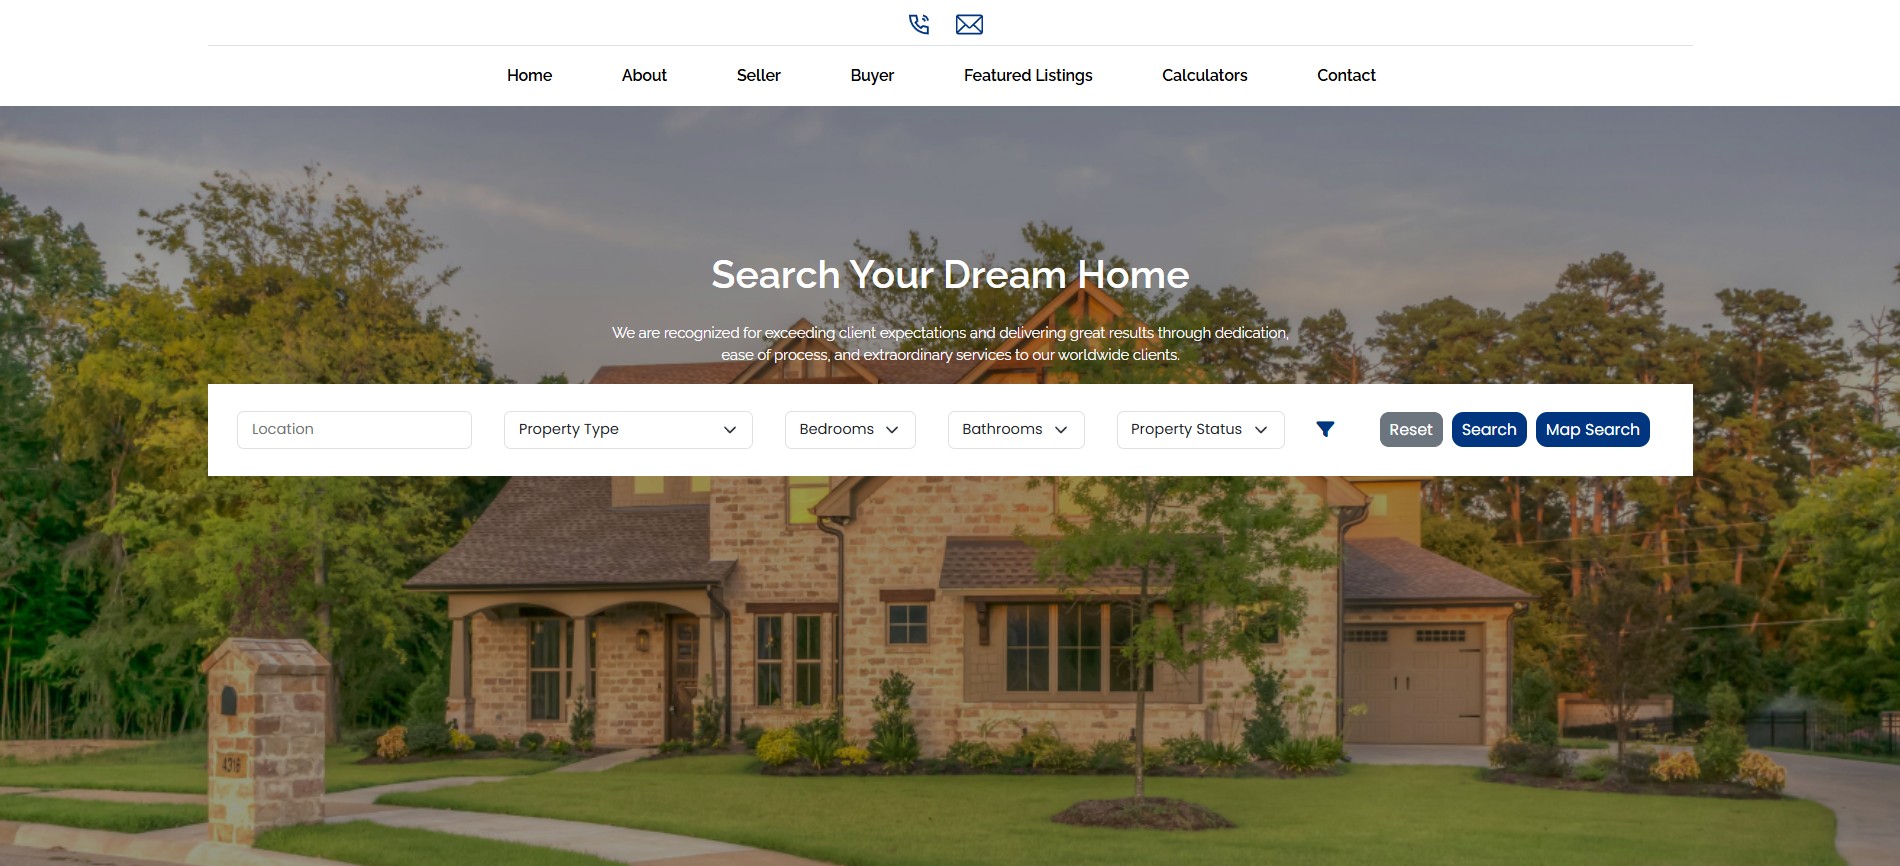 Home About Seller Buyer Featured Listings Calculators Contact
Search Your Dream Home
We are recognized for exceeding client expectations and delivering great results through dedication,
ease of process, and extraordinary services to our worldwide clients.
Location Property Type Bedrooms Bathrooms Property Status Reset Search Map Search
4318